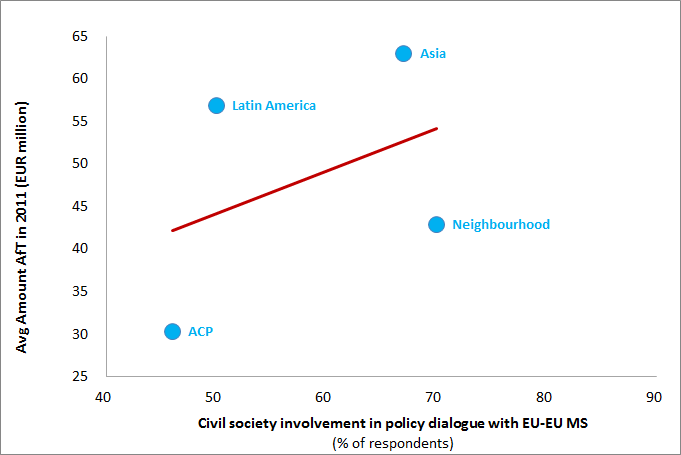 Avg Amount AfT in 2011 (EUR million)
65
60
55
50
45
40
35
30
25
Asia
Latin America
Neighbourhood
ACP
40 50 60 70 80 90
Civil society involvement in policy dialogue with EU-EU MS
(% of respondents)